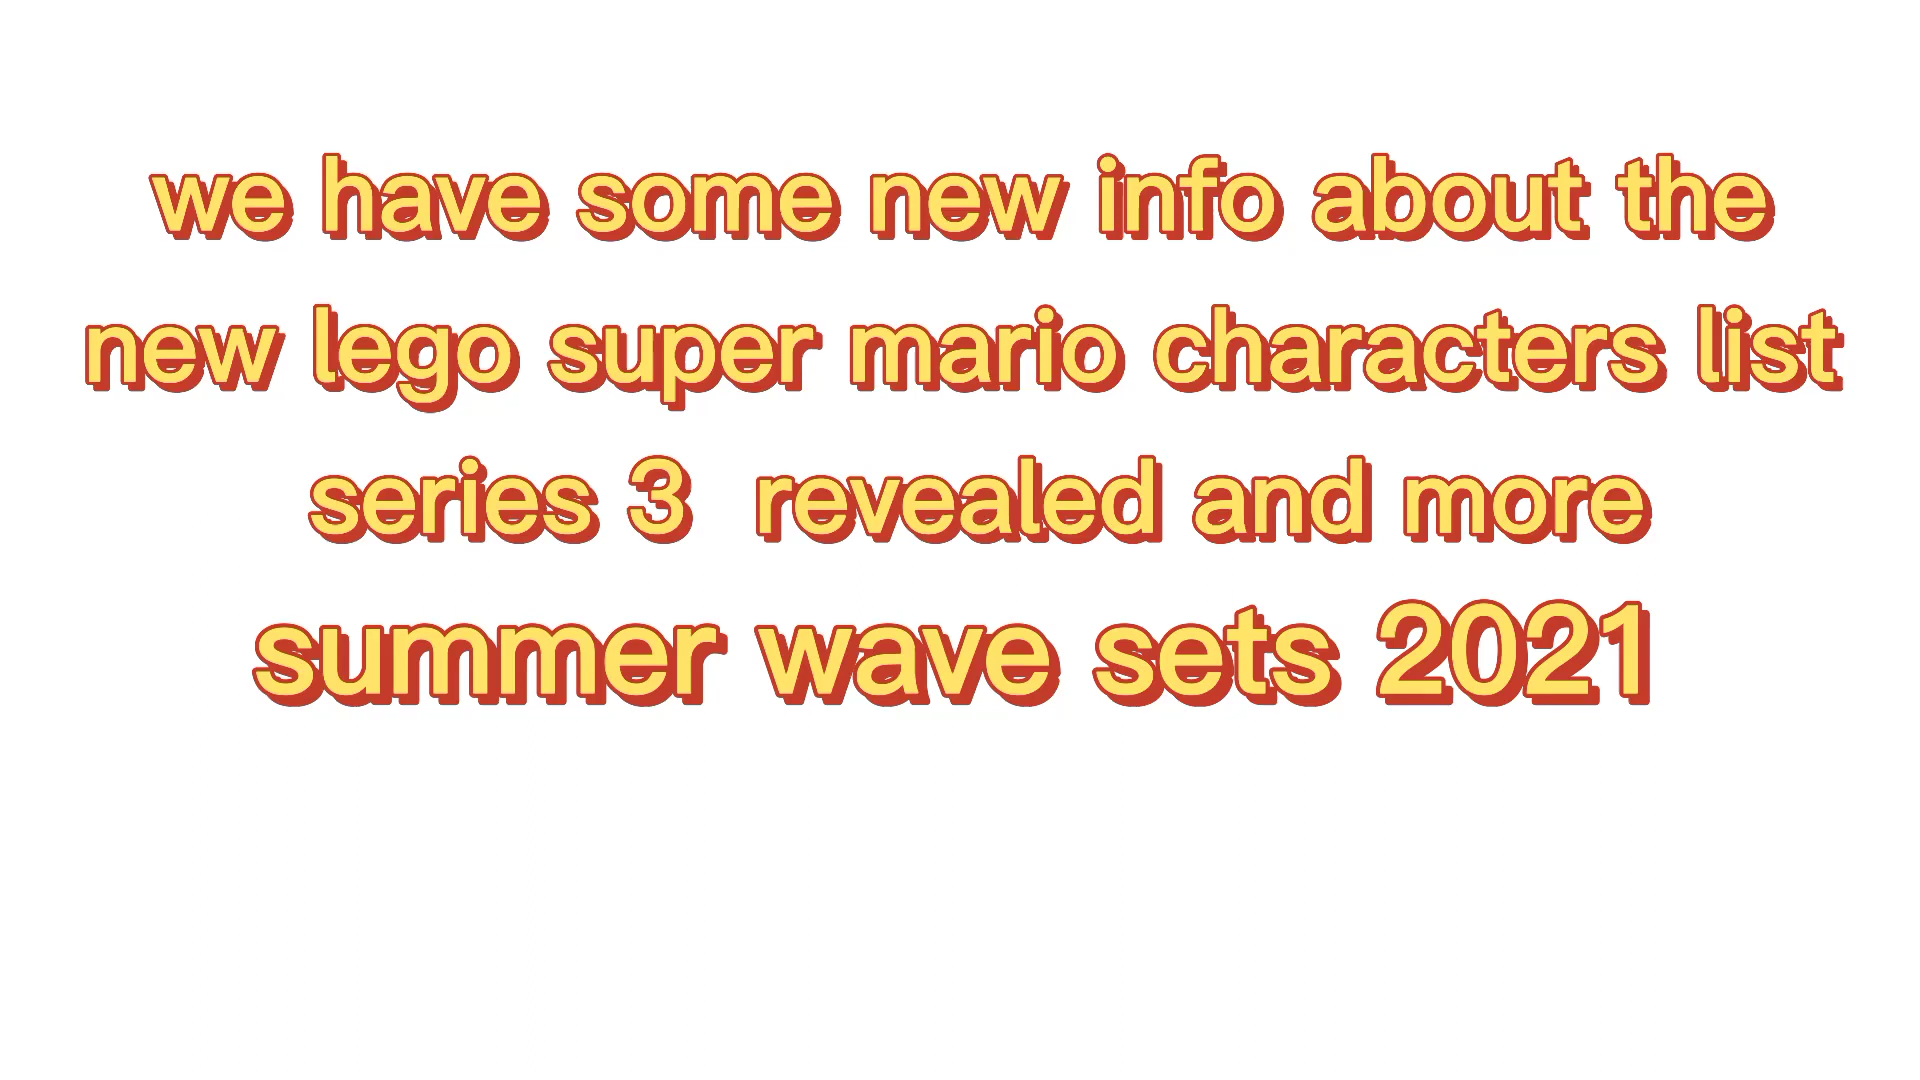 we have some new info about the
new lego super mario characters list
series 3  revealed and more
summer wave sets 2021